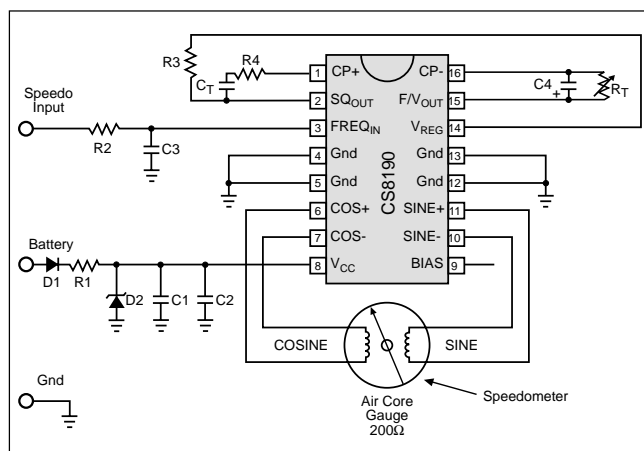 R3
R4
CT
Speedo
Input
R2
C3
1 CP+
2 SQOUT
3 FREQIN
4 Gnd
5 Gnd
6 COS+
7 COS-
8 VCC
CS8190
CP- 16
F/VOUT 15
VREG 14
Gnd 13
Gnd 12
SINE+ 11
SINE- 10
BIAS 9
C4
+
RT
Battery
D1
R1
D2
C1
C2
COSINE
SINE
Gnd
Air Core
Gauge
200Ω
Speedometer